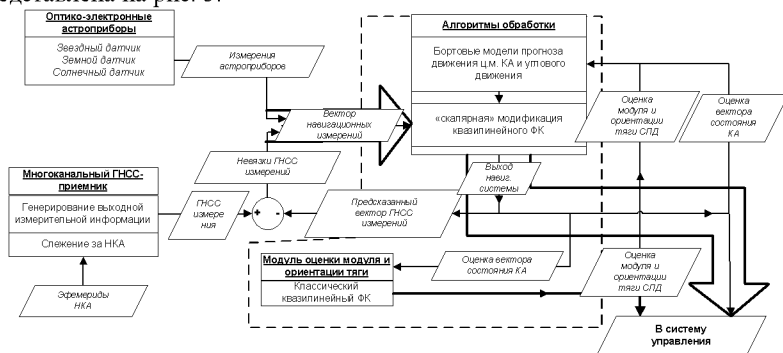 едставлена на рис. 3.
Оптико-электронные
астроприборы
Звездный датчик
Земной датчик
Солнечный датчик
Измерения
астроприборов
Алгоритмы обработки
Бортовые модели прогноза
движения ц.м. КА и углового
движения
«скалярная» модификация
квазилинейного ФК
Вектор
навигационных
измерений
Оценка
модуля и
ориентации
тяги СПД
Оценка
вектора
состояния
КА
Невязки ГНСС
измерений
Выход
навиг.
системы
Многоканальный ГНСС-
приемник
Генерирование выходной
измерительной информации
Слежение за НКА
ГНСС
измере
ния
+ -
Предсказанный
вектор ГНСС
измерений
Модуль оценки модуля и
ориентации тяги
Классический
квазилинейный ФК
Оценка вектора
состояния КА
Оценка
модуля и
ориентации
тяги СПД
Эфемериды
НКА
В систему
управления